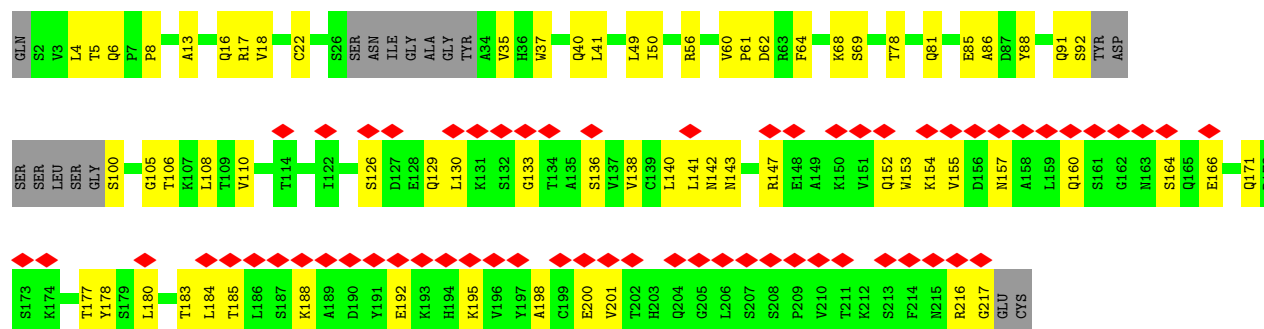 GLN S2 V3 L4 T5 Q6 P7 P8 A13 Q16 R17 V18 C22 S26 SER ASN ILE GLY ALA GLY TYR A34 V35 H36 W37 Q40 L41 L49 I50 R56 V60 P61 D62 R63 F64 K68 S69 T78 Q81 E85 A86 D87 Y88 Q91 S92 TYR ASP
SER SER LEU SER GLY S100 G105 T106 K107 L108 T109 V110 T114 I122 S126 D127 E128 Q129 L130 K131 S132 G133 T134 A135 S136 V137 V138 C139 L140 L141 N142 N143 R147 E148 A149 K150 V151 Q152 W153 K154 V155 D156 N157 A158 L159 Q160 S161 G162 N163 S164 Q165 E166 Q171
S173 K174 T177 Y178 S179 L180 T183 L184 T185 L186 S187 K188 A189 D190 Y191 E192 K193 H194 K195 V196 Y197 A198 C199 E200 V201 T202 H203 Q204 G205 L206 S207 S208 P209 V210 T211 K212 S213 F214 N215 R216 G217 GLU CYS